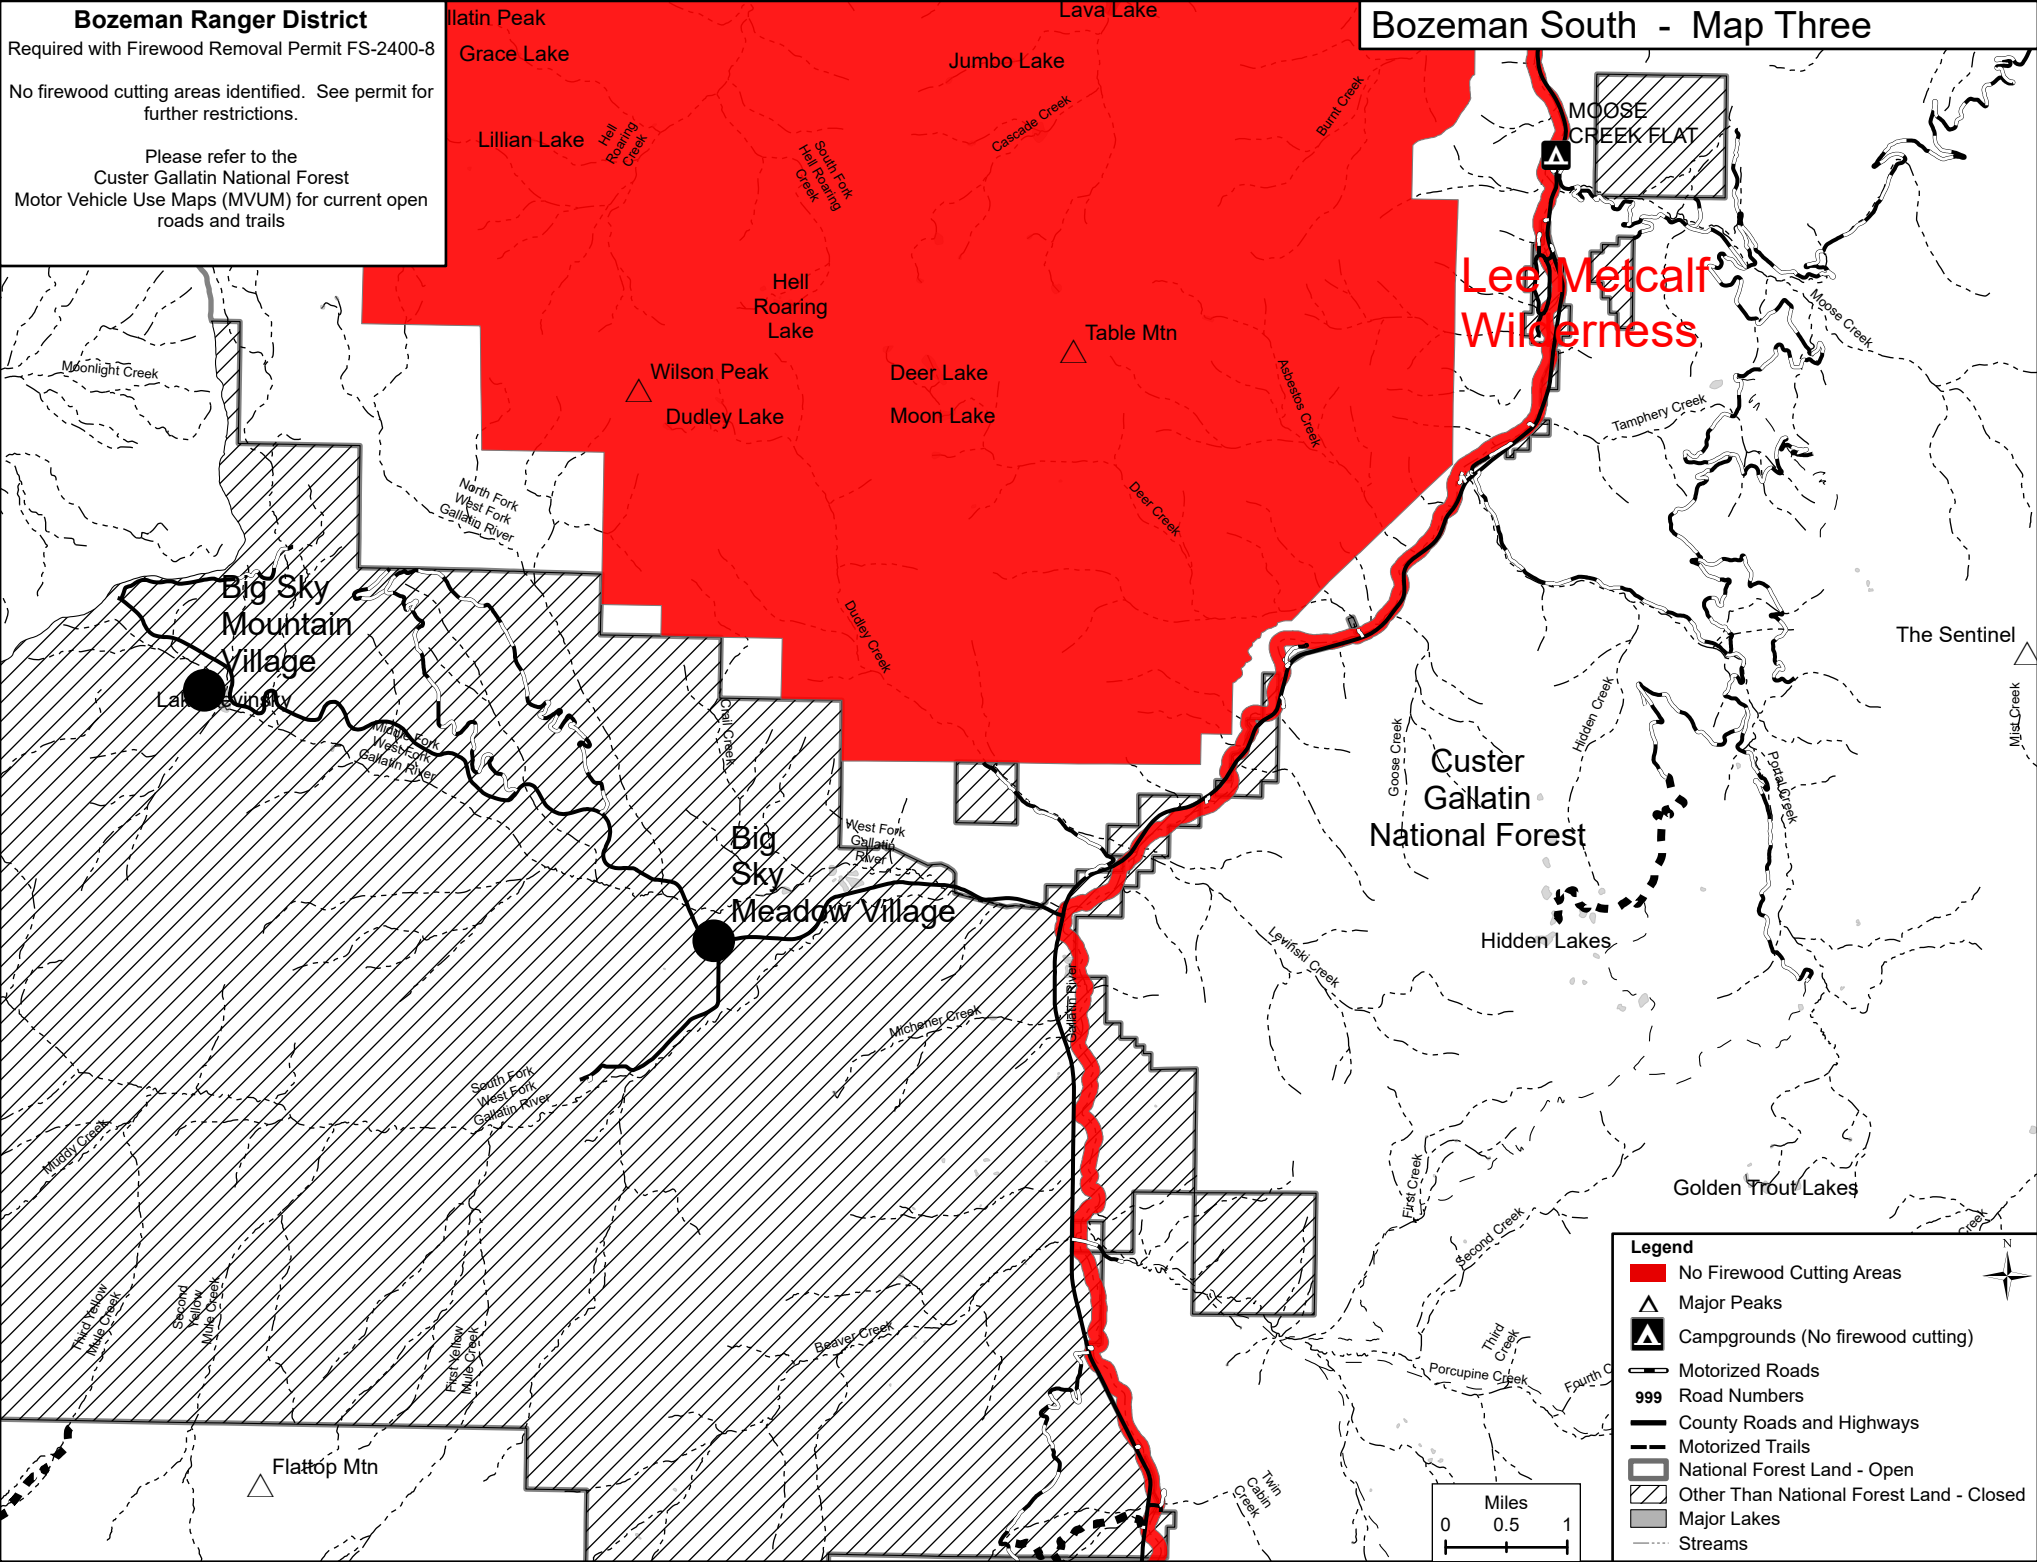 Bozeman Ranger District
Required with Firewood Removal Permit FS-2400-8
No firewood cutting areas identified. See permit for
further restrictions.
Please refer to the
Custer Gallatin National Forest
Motor Vehicle Use Maps (MVUM) for current open
roads and trails
Bozeman South - Map Three
llatin Peak
Grace Lake
Lava Lake
Jumbo Lake
Lillian Lake
Hell
Roaring
Creek
South Fork
Hell Roaring
Creek
Cascade Creek
Burnt Creek
MOOSE
CREEK FLAT
Hell
Roaring
Lake
Table Mtn
Wilson Peak
Deer Lake
Dudley Lake
Moon Lake
Lee Metcalf
Wilderness
Moose Creek
Moonlight Creek
Asbestos Creek
Tamphery Creek
North Fork
West Fork
Gallatin River
Deer Creek
Big Sky
Mountain
Village
Lake Levinsky
Dudley Creek
The Sentinel
Mist Creek
Crail Creek
Middle Fork
West Fork
Gallatin River
Goose Creek
Hidden Creek
Portal Creek
Custer
Gallatin
National Forest
West Fork
Gallatin
River
Big
Sky
Meadow Village
Hidden Lakes
Levinski Creek
Gallatin River
Michener Creek
South Fork
West Fork
Gallatin River
Muddy Creek
First Creek
Golden Trout Lakes
Second Creek
Creek
Third Yellow
Mule Creek
Second
Yellow
Mule Creek
First Yellow
Mule Creek
Beaver Creek
Third
Creek
Porcupine Creek
Fourth C
Flattop Mtn
Twin
Cabin
Creek
Miles
0 0.5 1
Legend
N
No Firewood Cutting Areas
Major Peaks
Campgrounds (No firewood cutting)
Motorized Roads
999 Road Numbers
County Roads and Highways
Motorized Trails
National Forest Land - Open
Other Than National Forest Land - Closed
Major Lakes
Streams